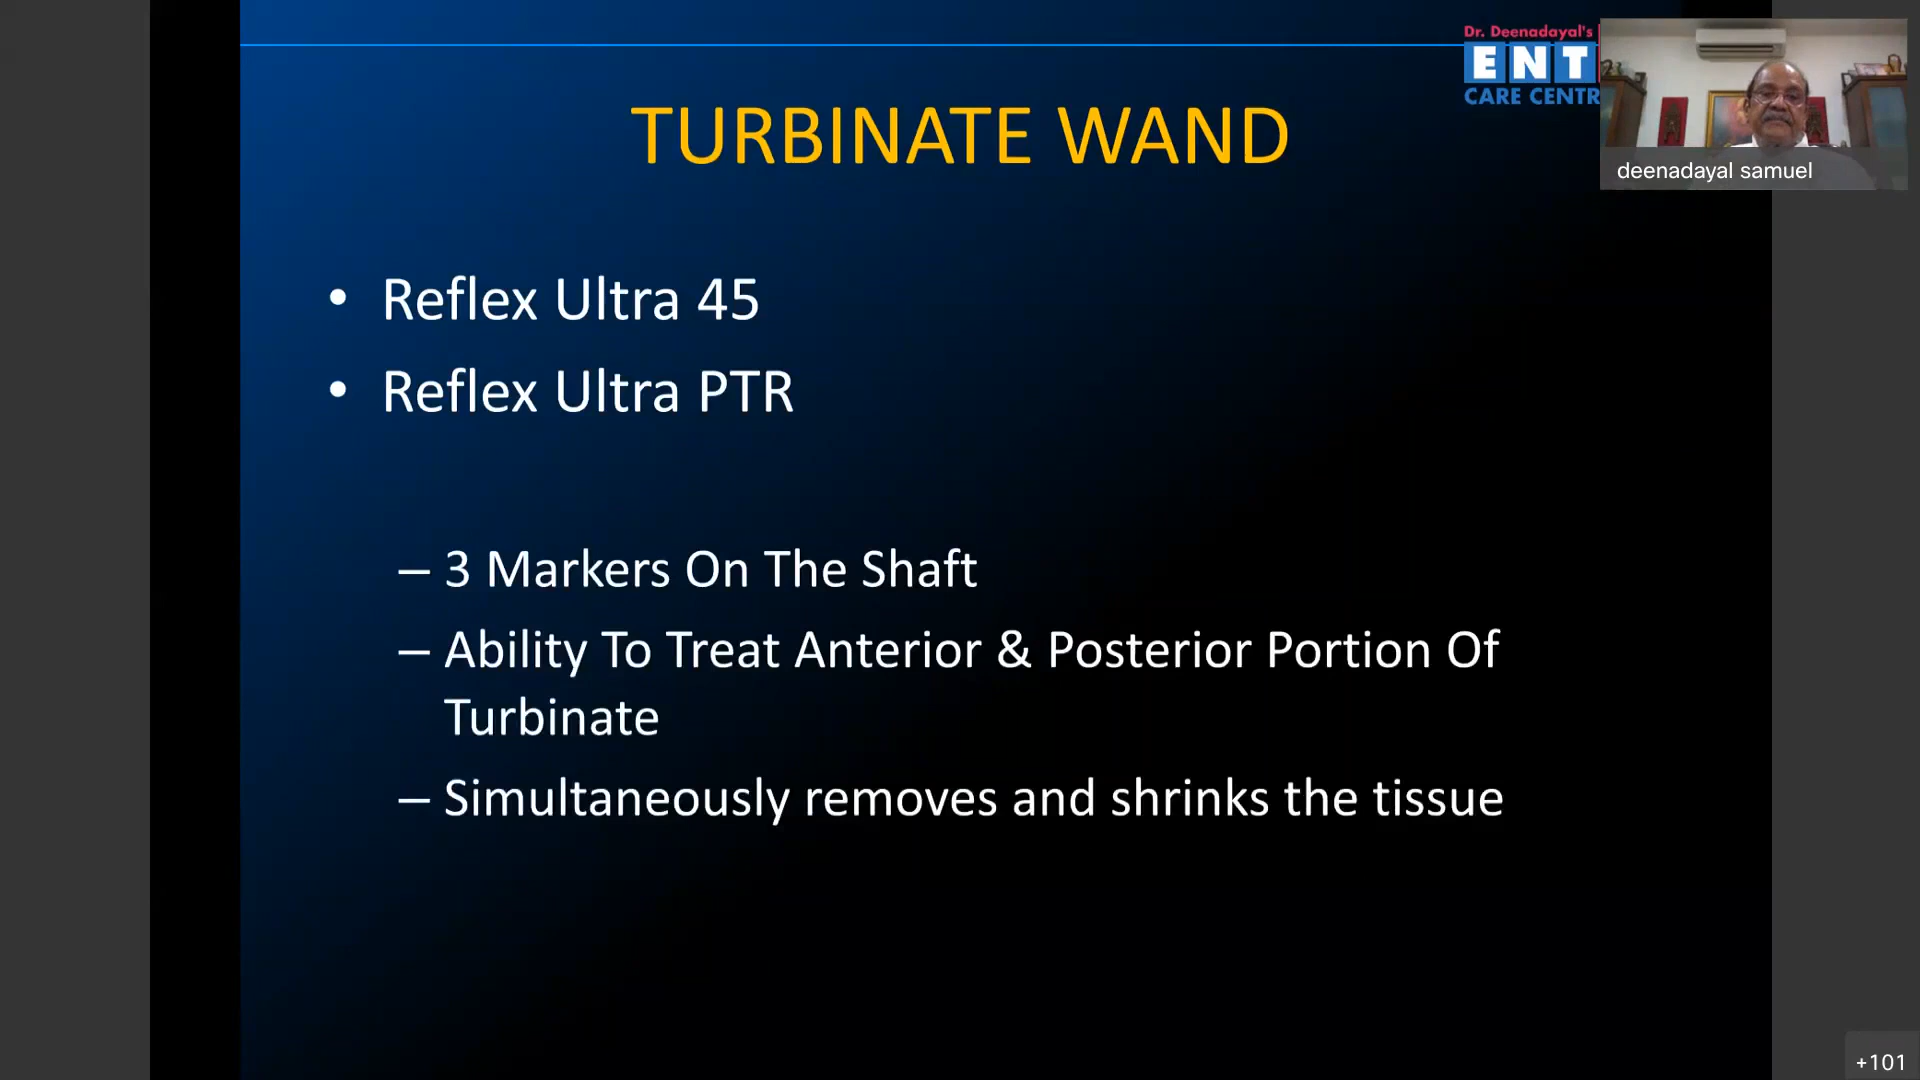 Dr. Deenadayal's
ENT
CARE CENTR
deenadayal samuel
TURBINATE WAND
• Reflex Ultra 45
• Reflex Ultra PTR
– 3 Markers On The Shaft
– Ability To Treat Anterior & Posterior Portion Of
Turbinate
– Simultaneously removes and shrinks the tissue
+101